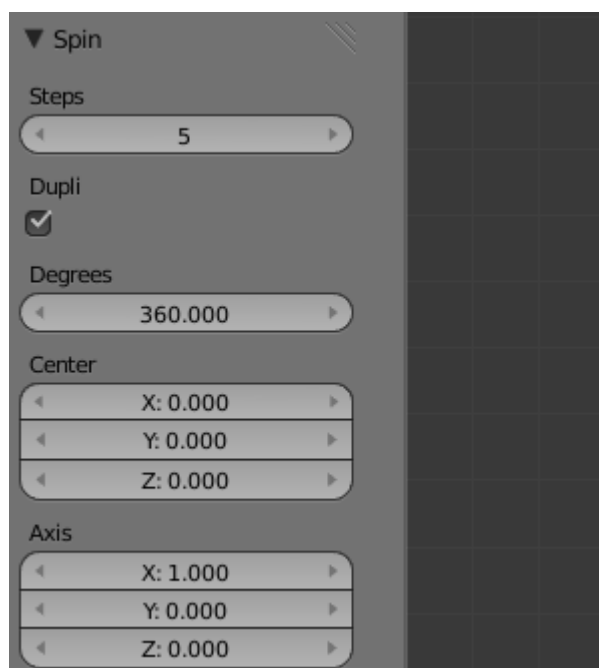 Spin
Steps
5
Dupli
Degrees
360.000
Center
X: 0.000
Y: 0.000
Z: 0.000
Axis
X: 1.000
Y: 0.000
Z: 0.000